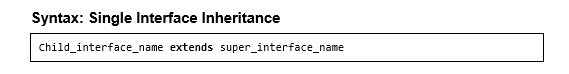 Syntax: Single Interface Inheritance
Child_interface_name extends super_interface_name